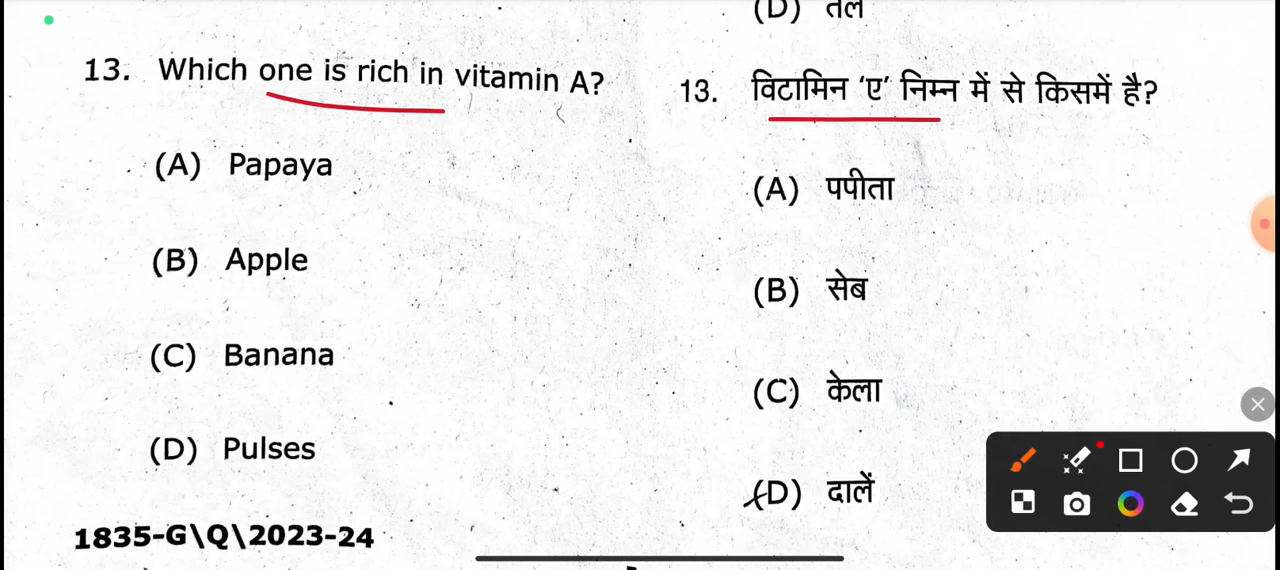 13. Which one is rich in vitamin A?
(A) Papaya
(B) Apple
(C) Banana
(D) Pulses
1835-G\Q\2023-24
(D) तेल
13. विटामिन ‘ए’ निम्न में से किसमें है?
(A) पपीता
(B) सेब
(C) केला
(D) दालें